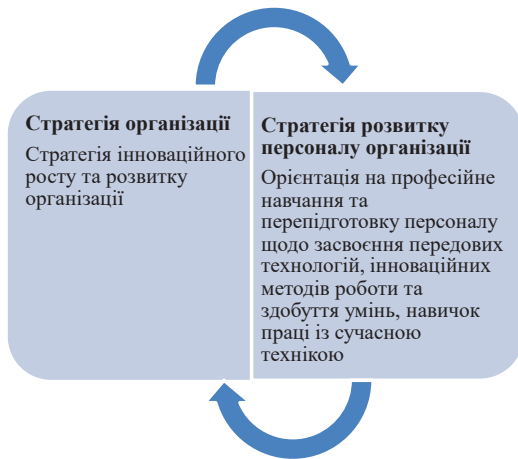 Стратегія організації
Стратегія інноваційного
росту та розвитку
організації
Стратегія розвитку
персоналу організації
Орієнтація на професійне
навчання та
перепідготовку персоналу
щодо засвоєння передових
технологій, інноваційних
методів роботи та
здобуття умінь, навичок
праці із сучасною
технікою